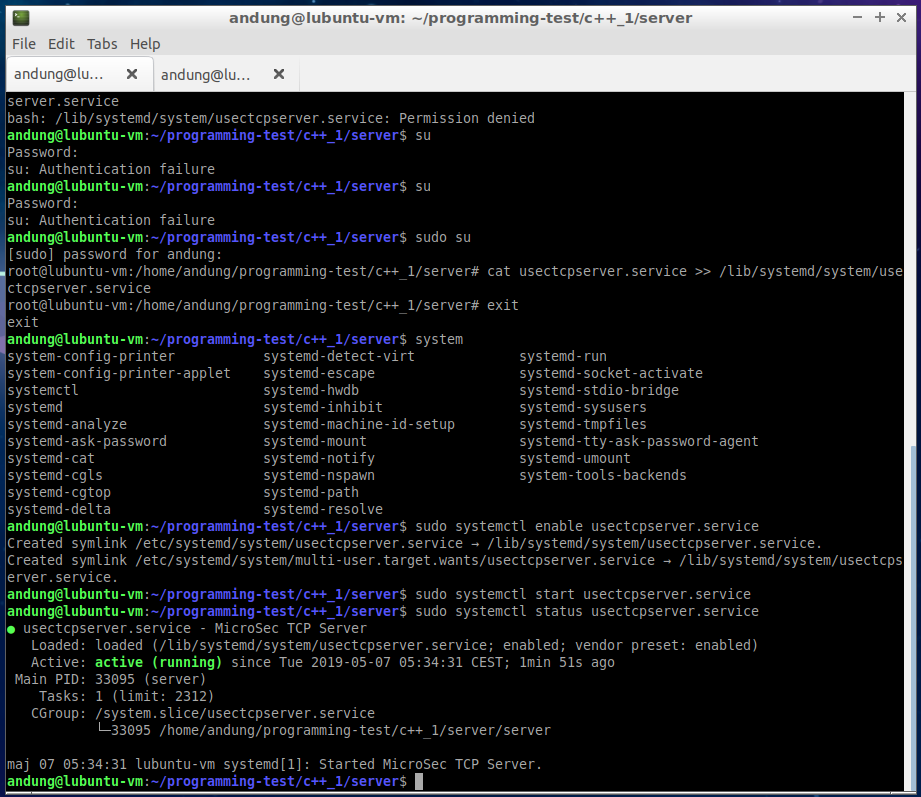 andung@lubuntu-vm: ~/programming-test/c++_1/server
File Edit Tabs Help
andung@lu... andung@lu...
server.service
bash: /lib/systemd/system/usectcpserver.service: Permission denied
andung@lubuntu-vm:~/programming-test/c++_1/server$ su
Password:
su: Authentication failure
andung@lubuntu-vm:~/programming-test/c++_1/server$ su
Password:
su: Authentication failure
andung@lubuntu-vm:~/programming-test/c++_1/server$ sudo su
[sudo] password for andung:
root@lubuntu-vm:/home/andung/programming-test/c++_1/server# cat usectcpserver.service >> /lib/systemd/system/use
ctcpserver.service
root@lubuntu-vm:/home/andung/programming-test/c++_1/server# exit
exit
andung@lubuntu-vm:~/programming-test/c++_1/server$ system
system-config-printer systemd-detect-virt systemd-run
system-config-printer-applet systemd-escape systemd-socket-activate
systemctl systemd-hwdb systemd-stdio-bridge
systemd systemd-inhibit systemd-sysusers
systemd-analyze systemd-machine-id-setup systemd-tmpfiles
systemd-ask-password systemd-mount systemd-tty-ask-password-agent
systemd-cat systemd-notify systemd-umount
systemd-cgls systemd-nspawn system-tools-backends
systemd-cgtop systemd-path
systemd-delta systemd-resolve
andung@lubuntu-vm:~/programming-test/c++_1/server$ sudo systemctl enable usectcpserver.service
Created symlink /etc/systemd/system/usectcpserver.service → /lib/systemd/system/usectcpserver.service.
Created symlink /etc/systemd/system/multi-user.target.wants/usectcpserver.service → /lib/systemd/system/usectcps
erver.service.
andung@lubuntu-vm:~/programming-test/c++_1/server$ sudo systemctl start usectcpserver.service
andung@lubuntu-vm:~/programming-test/c++_1/server$ sudo systemctl status usectcpserver.service
● usectcpserver.service - MicroSec TCP Server
Loaded: loaded (/lib/systemd/system/usectcpserver.service; enabled; vendor preset: enabled)
Active: active (running) since Tue 2019-05-07 05:34:31 CEST; 1min 51s ago
Main PID: 33095 (server)
Tasks: 1 (limit: 2312)
CGroup: /system.slice/usectcpserver.service
└─33095 /home/andung/programming-test/c++_1/server/server
maj 07 05:34:31 lubuntu-vm systemd[1]: Started MicroSec TCP Server.
andung@lubuntu-vm:~/programming-test/c++_1/server$